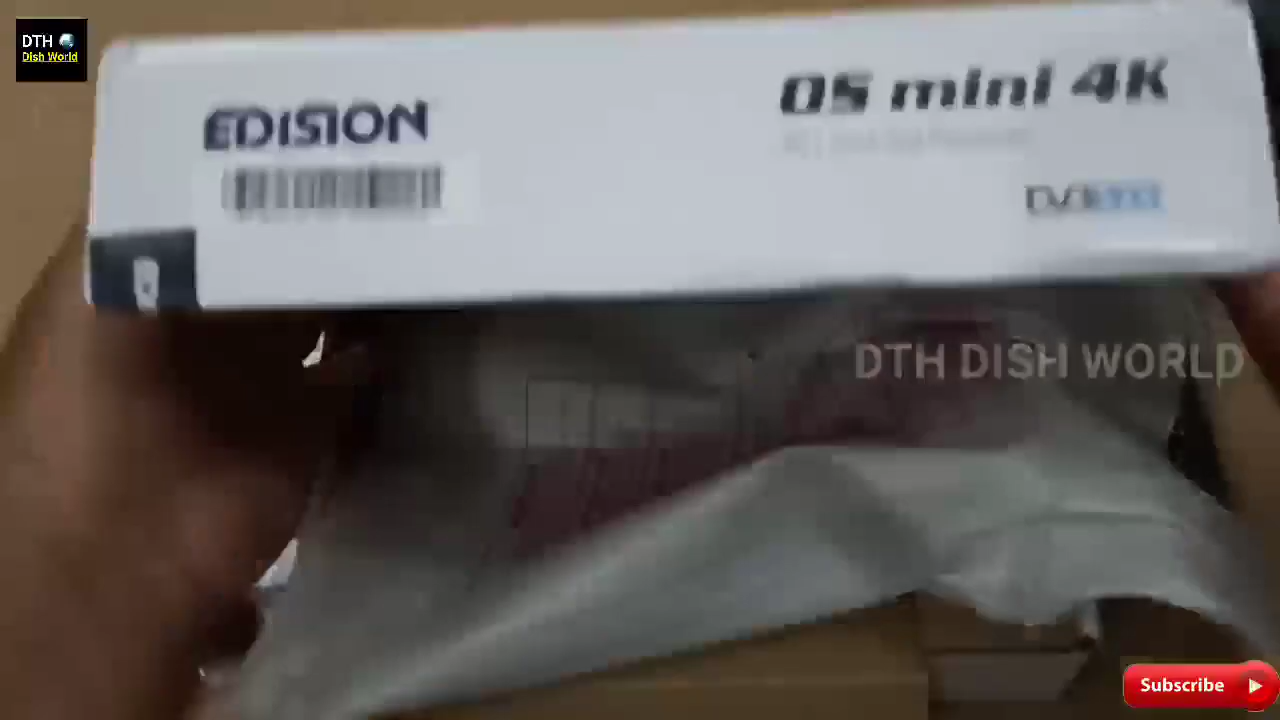 DTH
Dish World
EDISION
OS mini 4K
DTH DISH WORLD
Subscribe